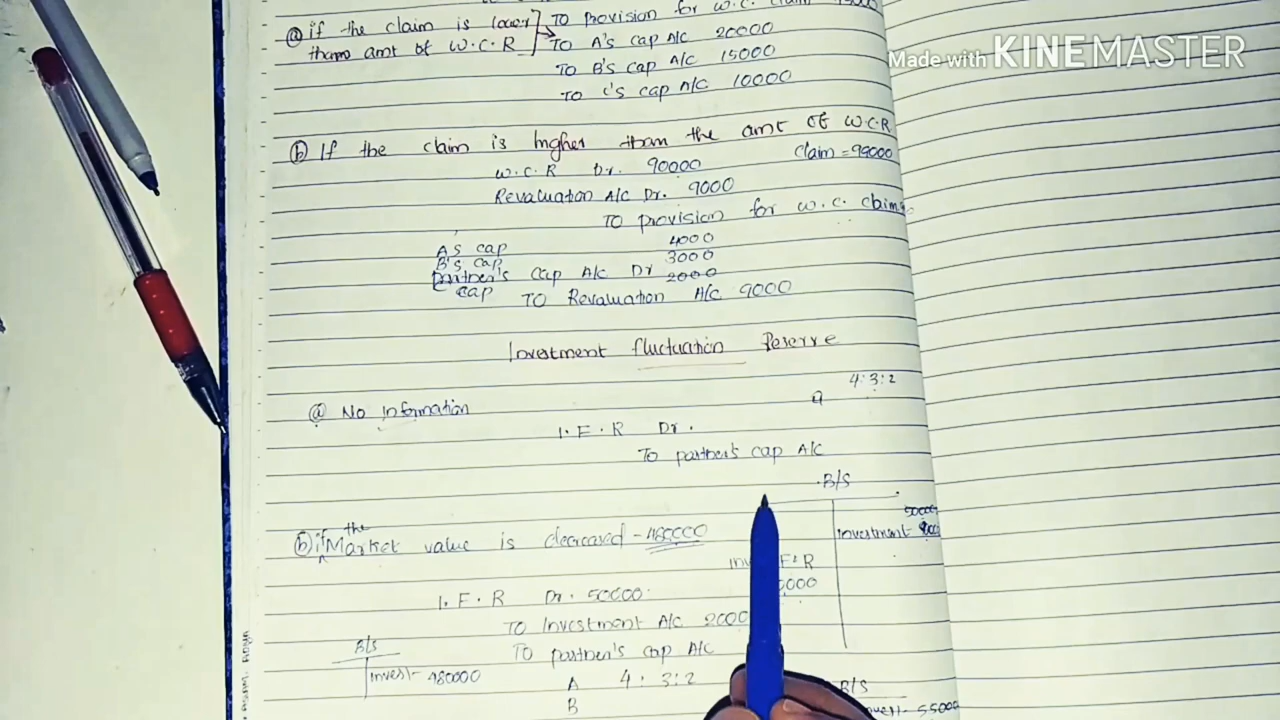 @ if the claim is lower TO provision for w.c. claim
than amt of W.C.R TO A's cap A/C 20000
TO B's cap A/C 15000
TO C's cap A/C 10000
Made with KINEMASTER
ⓑ If the claim is higher than the amt of W.C.R
W.C.R Dr. 90000 claim = 99000
Revaluation A/C Dr. 9000
TO provision for w.c. claim
A's cap 4000
B's cap 3000
partner's cap A/C Dr 2000
cap TO Revaluation A/C 9000
Investment fluctuation Reserve
4:3:2
@ No information
I.F.R Dr.
To partner's cap A/C
B/S
ⓑ if the Market value is decreased - 480000
investment
F.R
I.F.R Dr. 50000
TO Investment A/C
B/S
TO partner's cap A/C
invest- 480000
A 4:3:2
B
B/S